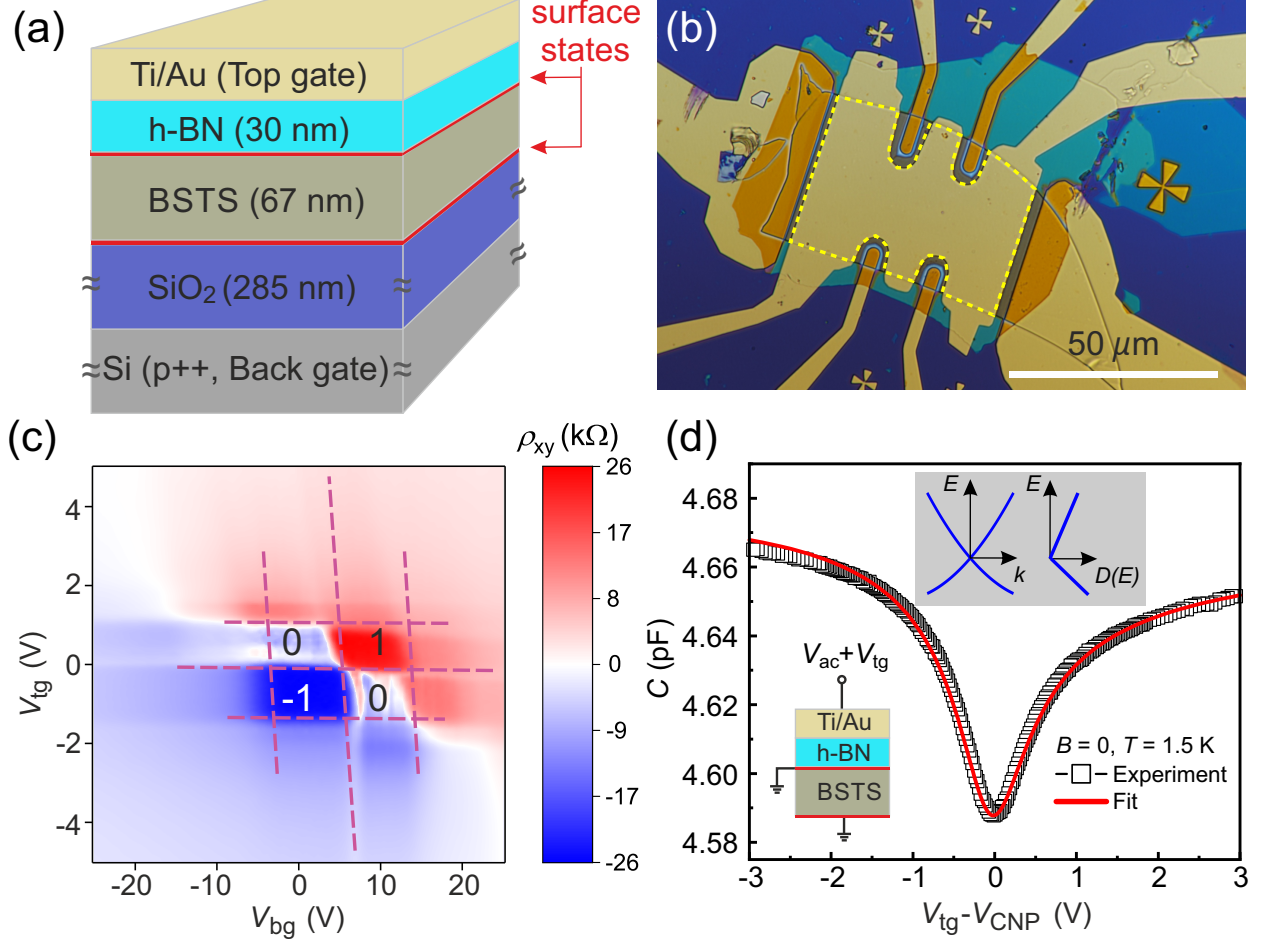 (a)
surface
states
Ti/Au (Top gate)
h-BN (30 nm)
BSTS (67 nm)
SiO₂ (285 nm)
Si (p++, Back gate)
(b)
50 μm
(c)
ρxy (kΩ)
26
17
9
0
-9
-17
-26
4
2
0
-2
-4
Vtg (V)
0
1
-1
0
-20
-10
0
10
20
Vbg (V)
(d)
4.68
4.66
4.64
4.62
4.60
4.58
C (pF)
E
k
E
D(E)
Vac+Vtg
Ti/Au
h-BN
BSTS
B = 0, T = 1.5 K
Experiment
Fit
-3
-2
-1
0
1
2
3
Vtg-VCNP (V)